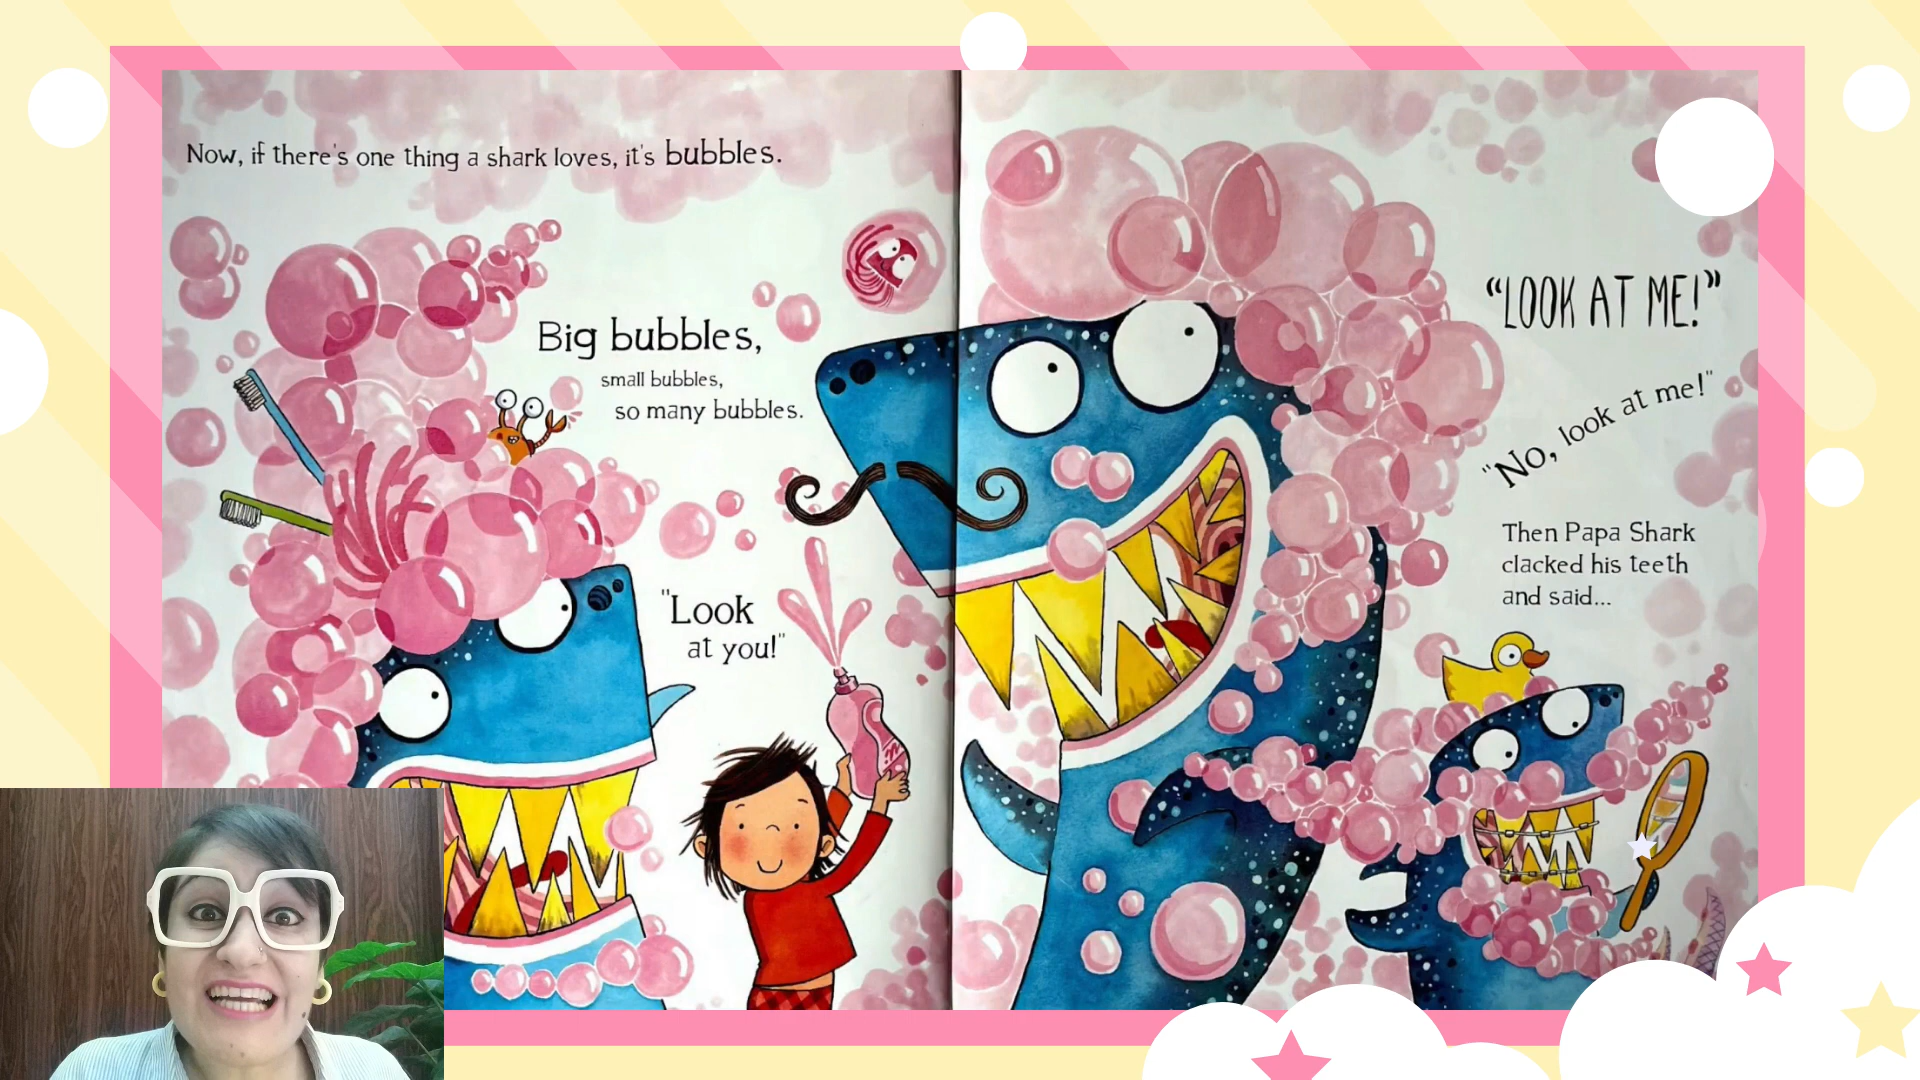 Now, if there's one thing a shark loves, it's bubbles.
Big bubbles,
small bubbles,
so many bubbles.
"Look
at you!"
“LOOK AT ME!”
"No, look at me!"
Then Papa Shark
clacked his teeth
and said...